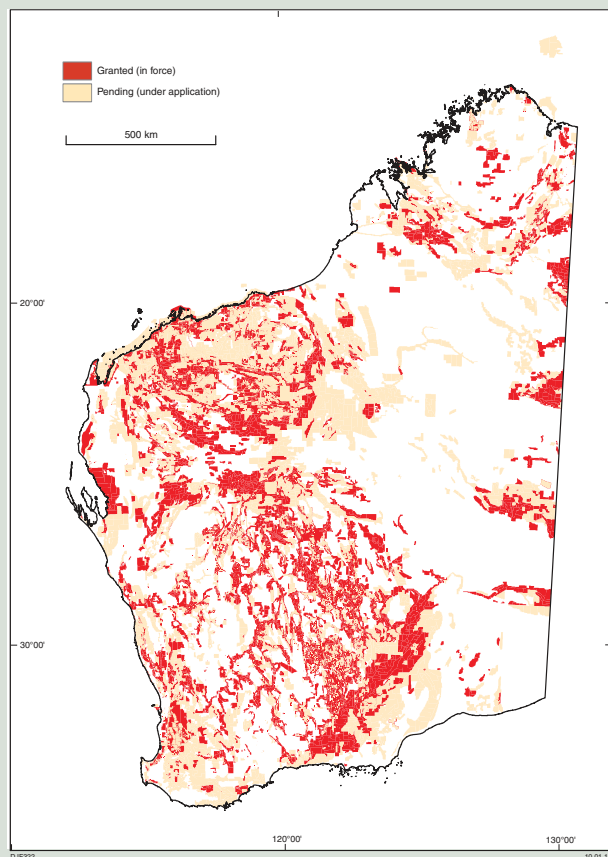 Granted (in force)
Pending (under application)
500 km
20°00'
30°00'
120°00'
130°00'